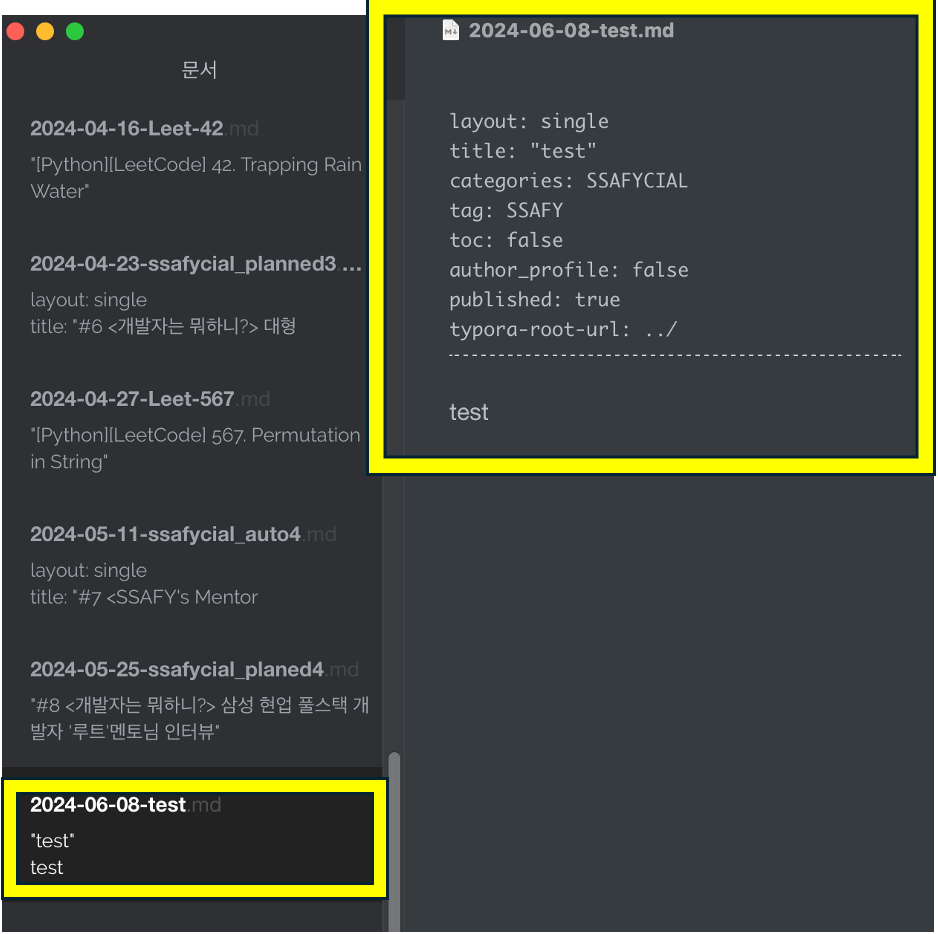 문서
2024-04-16-Leet-42.md
"[Python][LeetCode] 42. Trapping Rain
Water"
2024-04-23-ssafycial_planned3 ...
layout: single
title: "#6 <개발자는 뭐하니?> 대형
2024-04-27-Leet-567.md
"[Python][LeetCode] 567. Permutation
in String"
2024-05-11-ssafycial_auto4.md
layout: single
title: "#7 <SSAFY's Mentor
2024-05-25-ssafycial_planed4.md
"#8 <개발자는 뭐하니?> 삼성 현업 풀스택 개
발자 '루트'멘토님 인터뷰"
2024-06-08-test.md
"test"
test
M↓ 2024-06-08-test.md
layout: single
title: "test"
categories: SSAFYCIAL
tag: SSAFY
toc: false
author_profile: false
published: true
typora-root-url: ../
test